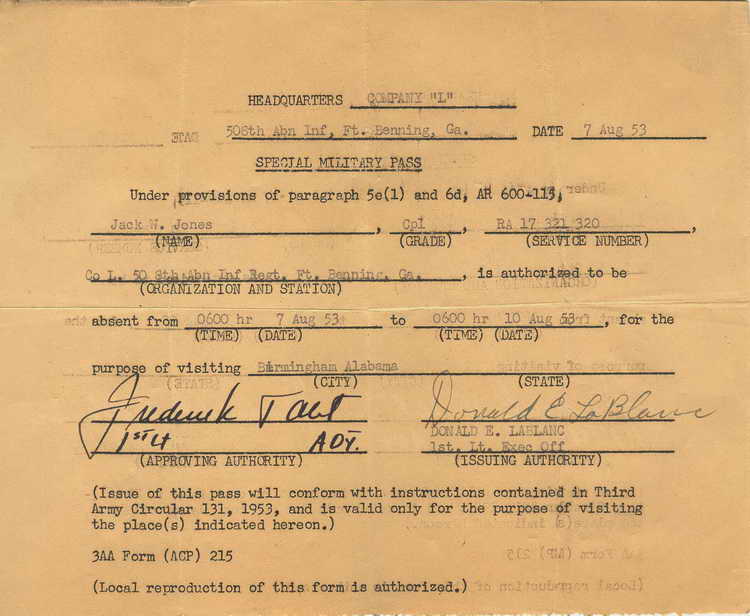 HEADQUARTERS COMPANY "L"
508th Abn Inf, Ft. Benning, Ga. DATE 7 Aug 53
SPECIAL MILITARY PASS
Under provisions of paragraph 5e(1) and 6d, AR 600-115,
Jack W. Jones, Cpl, RA 17 321 320,
(NAME) (GRADE) (SERVICE NUMBER)
Co L. 50 8th Abn Inf Regt. Ft. Benning, Ga., is authorized to be
(ORGANIZATION AND STATION)
absent from 0600 hr 7 Aug 53 to 0600 hr 10 Aug 53, for the
(TIME) (DATE) (TIME) (DATE)
purpose of visiting Birmingham Alabama
(CITY) (STATE)
Frederick Donald E. LaBlanc
1st Lt ADJ. DONALD E. LABLANC
1st. Lt. Exec Off
(APPROVING AUTHORITY) (ISSUING AUTHORITY)
(Issue of this pass will conform with instructions contained in Third
Army Circular 131, 1953, and is valid only for the purpose of visiting
the place(s) indicated hereon.)
3AA Form (ACP) 215
(Local reproduction of this form is authorized.)